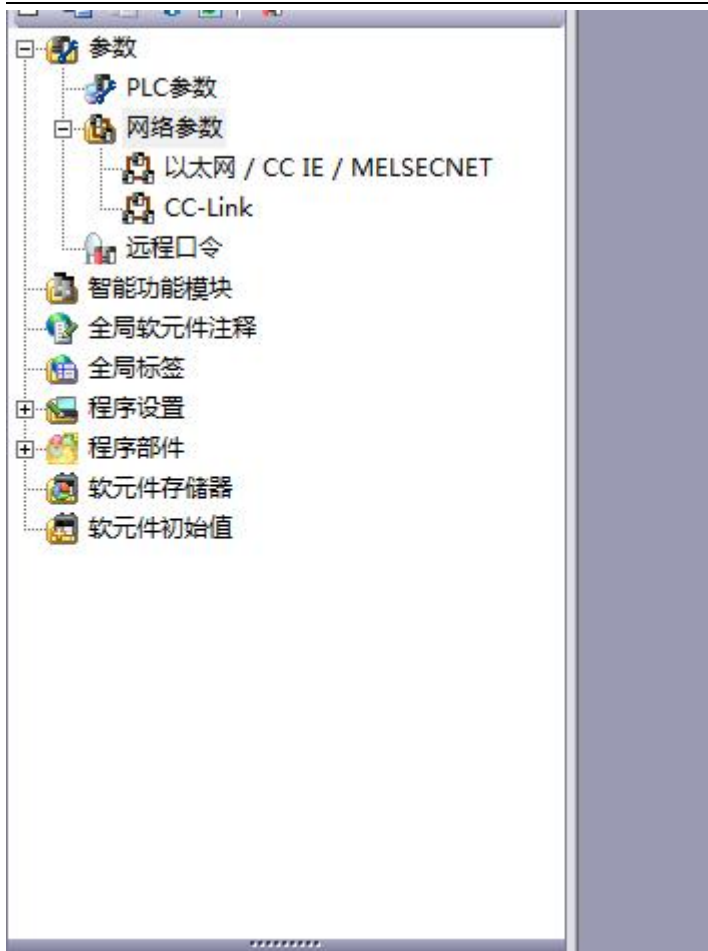 参数
PLC参数
网络参数
以太网 / CC IE / MELSECNET
CC-Link
远程口令
智能功能模块
全局软元件注释
全局标签
程序设置
程序部件
软元件存储器
软元件初始值